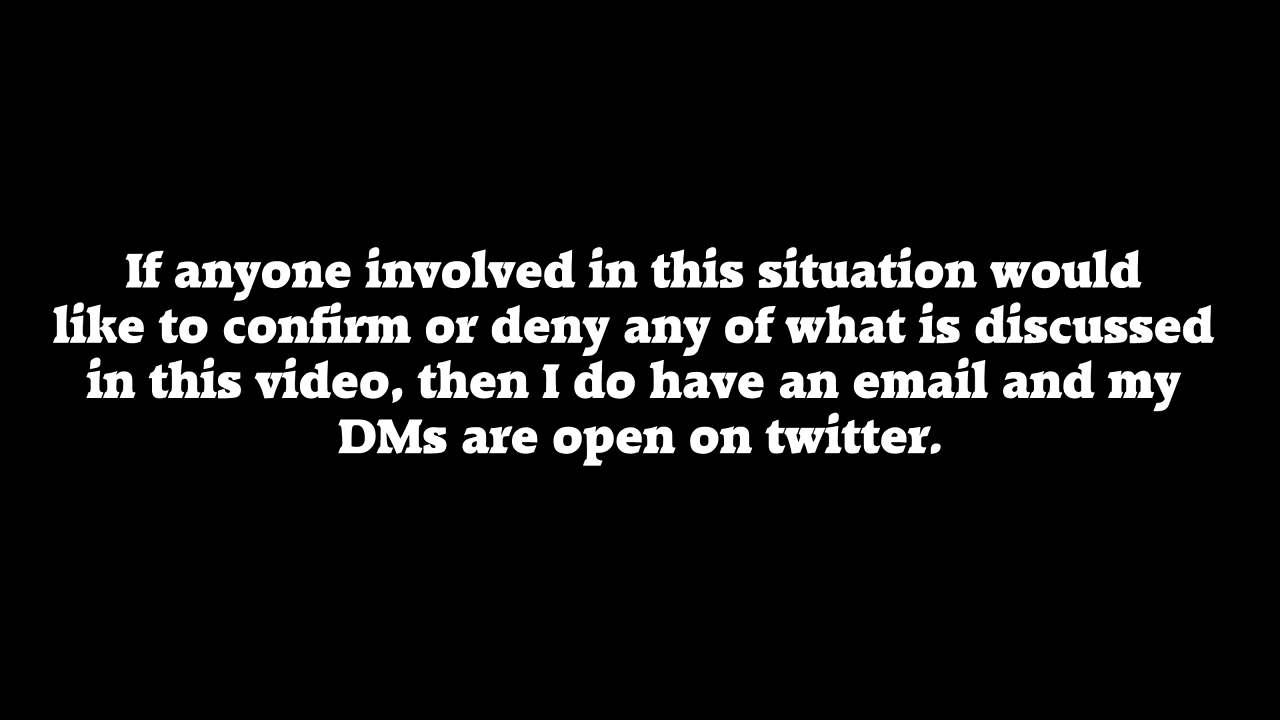 If anyone involved in this situation would
like to confirm or deny any of what is discussed
in this video, then I do have an email and my
DMs are open on twitter.